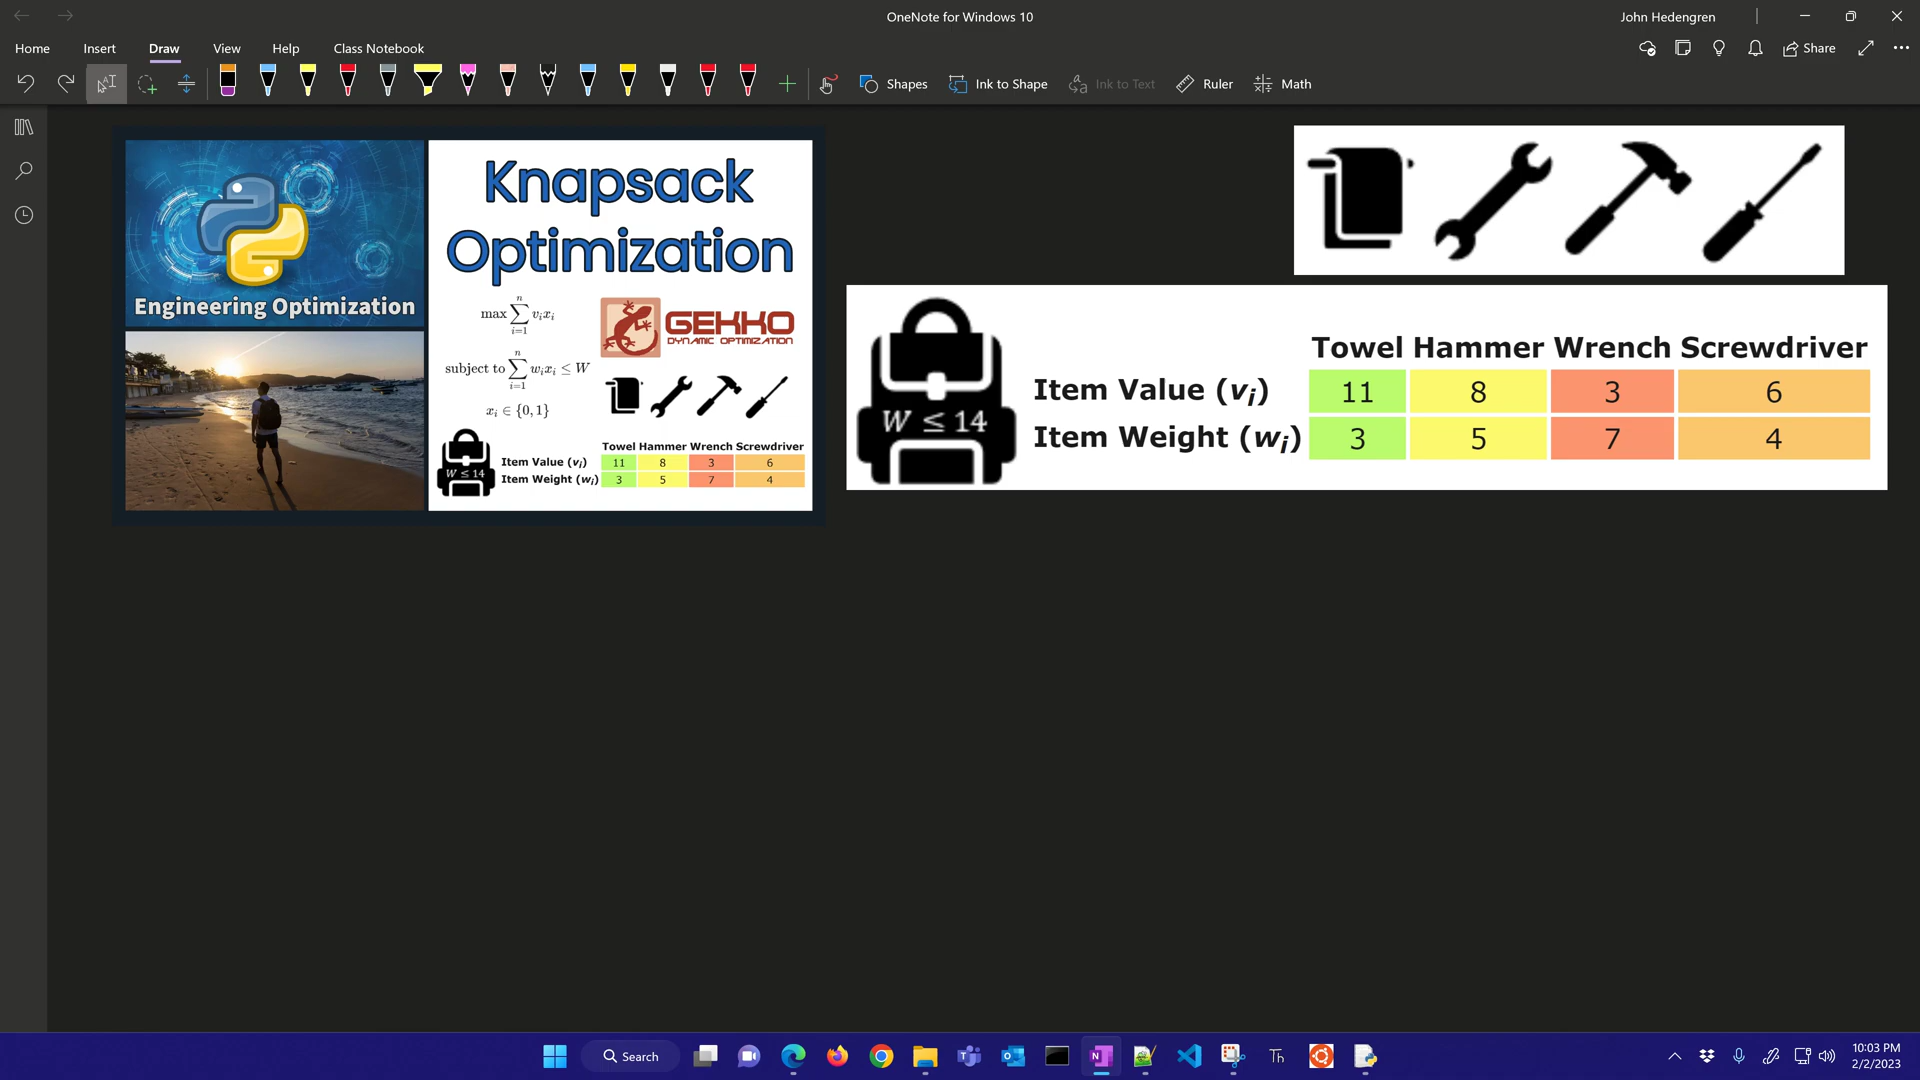 OneNote for Windows 10
John Hedengren
Home Insert Draw View Help Class Notebook
Share
Shapes Ink to Shape Ink to Text Ruler Math
Engineering Optimization
Knapsack
Optimization
max n∑i=1 vᵢxᵢ
subject to n∑i=1 wᵢxᵢ ≤ W
xᵢ ∈ {0, 1}
GEKKO
DYNAMIC OPTIMIZATION
Towel Hammer Wrench Screwdriver
W ≤ 14
Item Value (vᵢ) 11 8 3 6
Item Weight (wᵢ) 3 5 7 4
Towel Hammer Wrench Screwdriver
Item Value (vᵢ) 11 8 3 6
W ≤ 14
Item Weight (wᵢ) 3 5 7 4
Search
Th
10:03 PM
2/2/2023